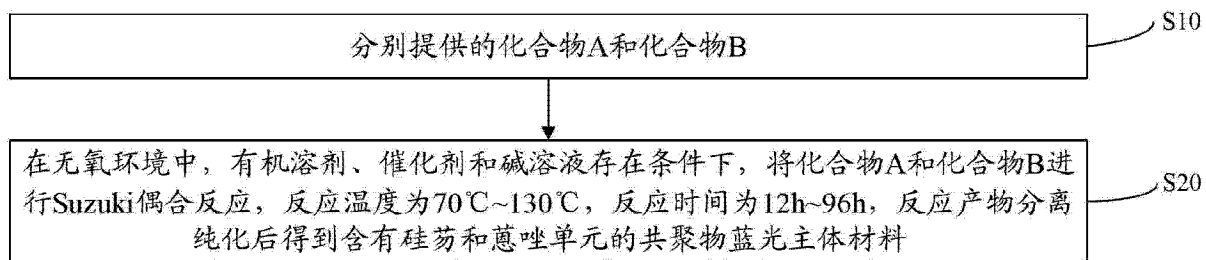 分别提供的化合物A和化合物B
S10
在无氧环境中，有机溶剂、催化剂和碱溶液存在条件下，将化合物A和化合物B进
行Suzuki偶合反应，反应温度为70℃~130℃，反应时间为12h~96h，反应产物分离
纯化后得到含有硅芴和蒽唑单元的共聚物蓝光主体材料
S20